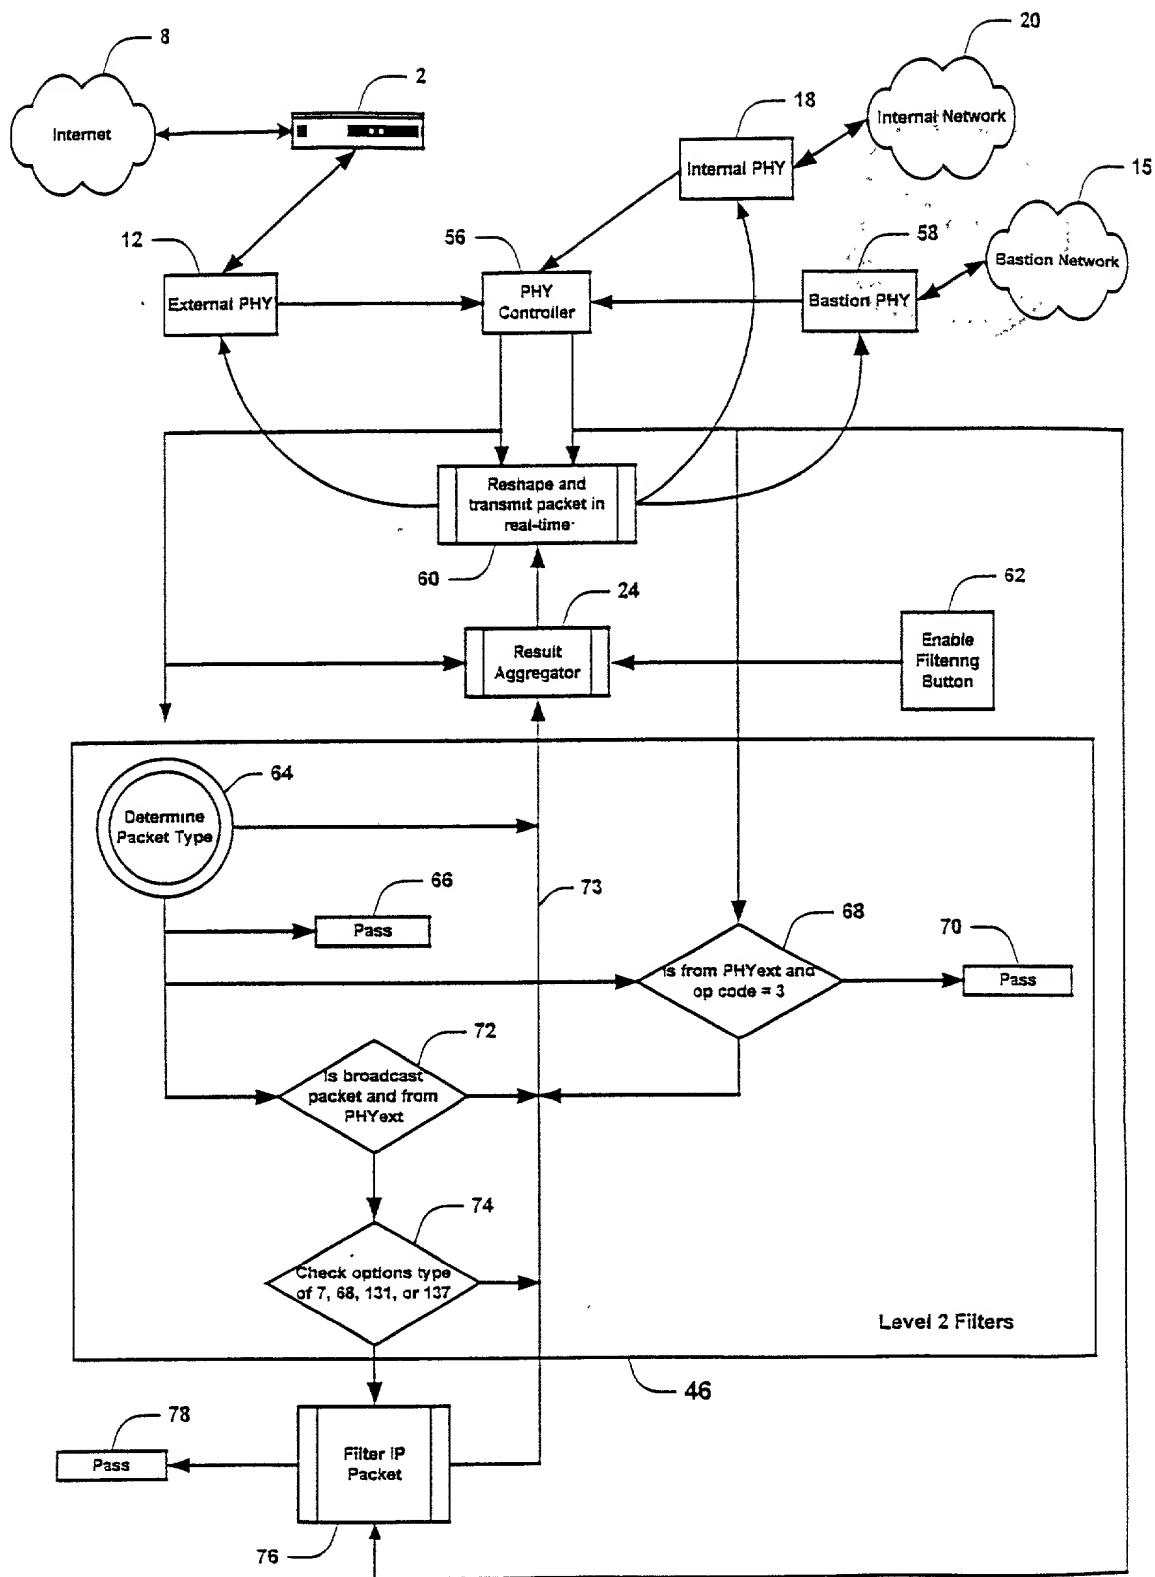 8
20
2
18
Internet
Internal Network
Internal PHY
15
12
56
58
Bastion Network
External PHY
PHY
Controller
Bastion PHY
Reshape and
transmit packet in
real-time
60
24
62
Result
Aggregator
Enable
Filtering
Button
64
Determine
Packet Type
66
73
68
Pass
70
Is from PHYext and
op code = 3
Pass
72
Is broadcast
packet and from
PHYext
74
Check options type
of 7, 68, 131, or 137
Level 2 Filters
46
78
Pass
Filter IP
Packet
76